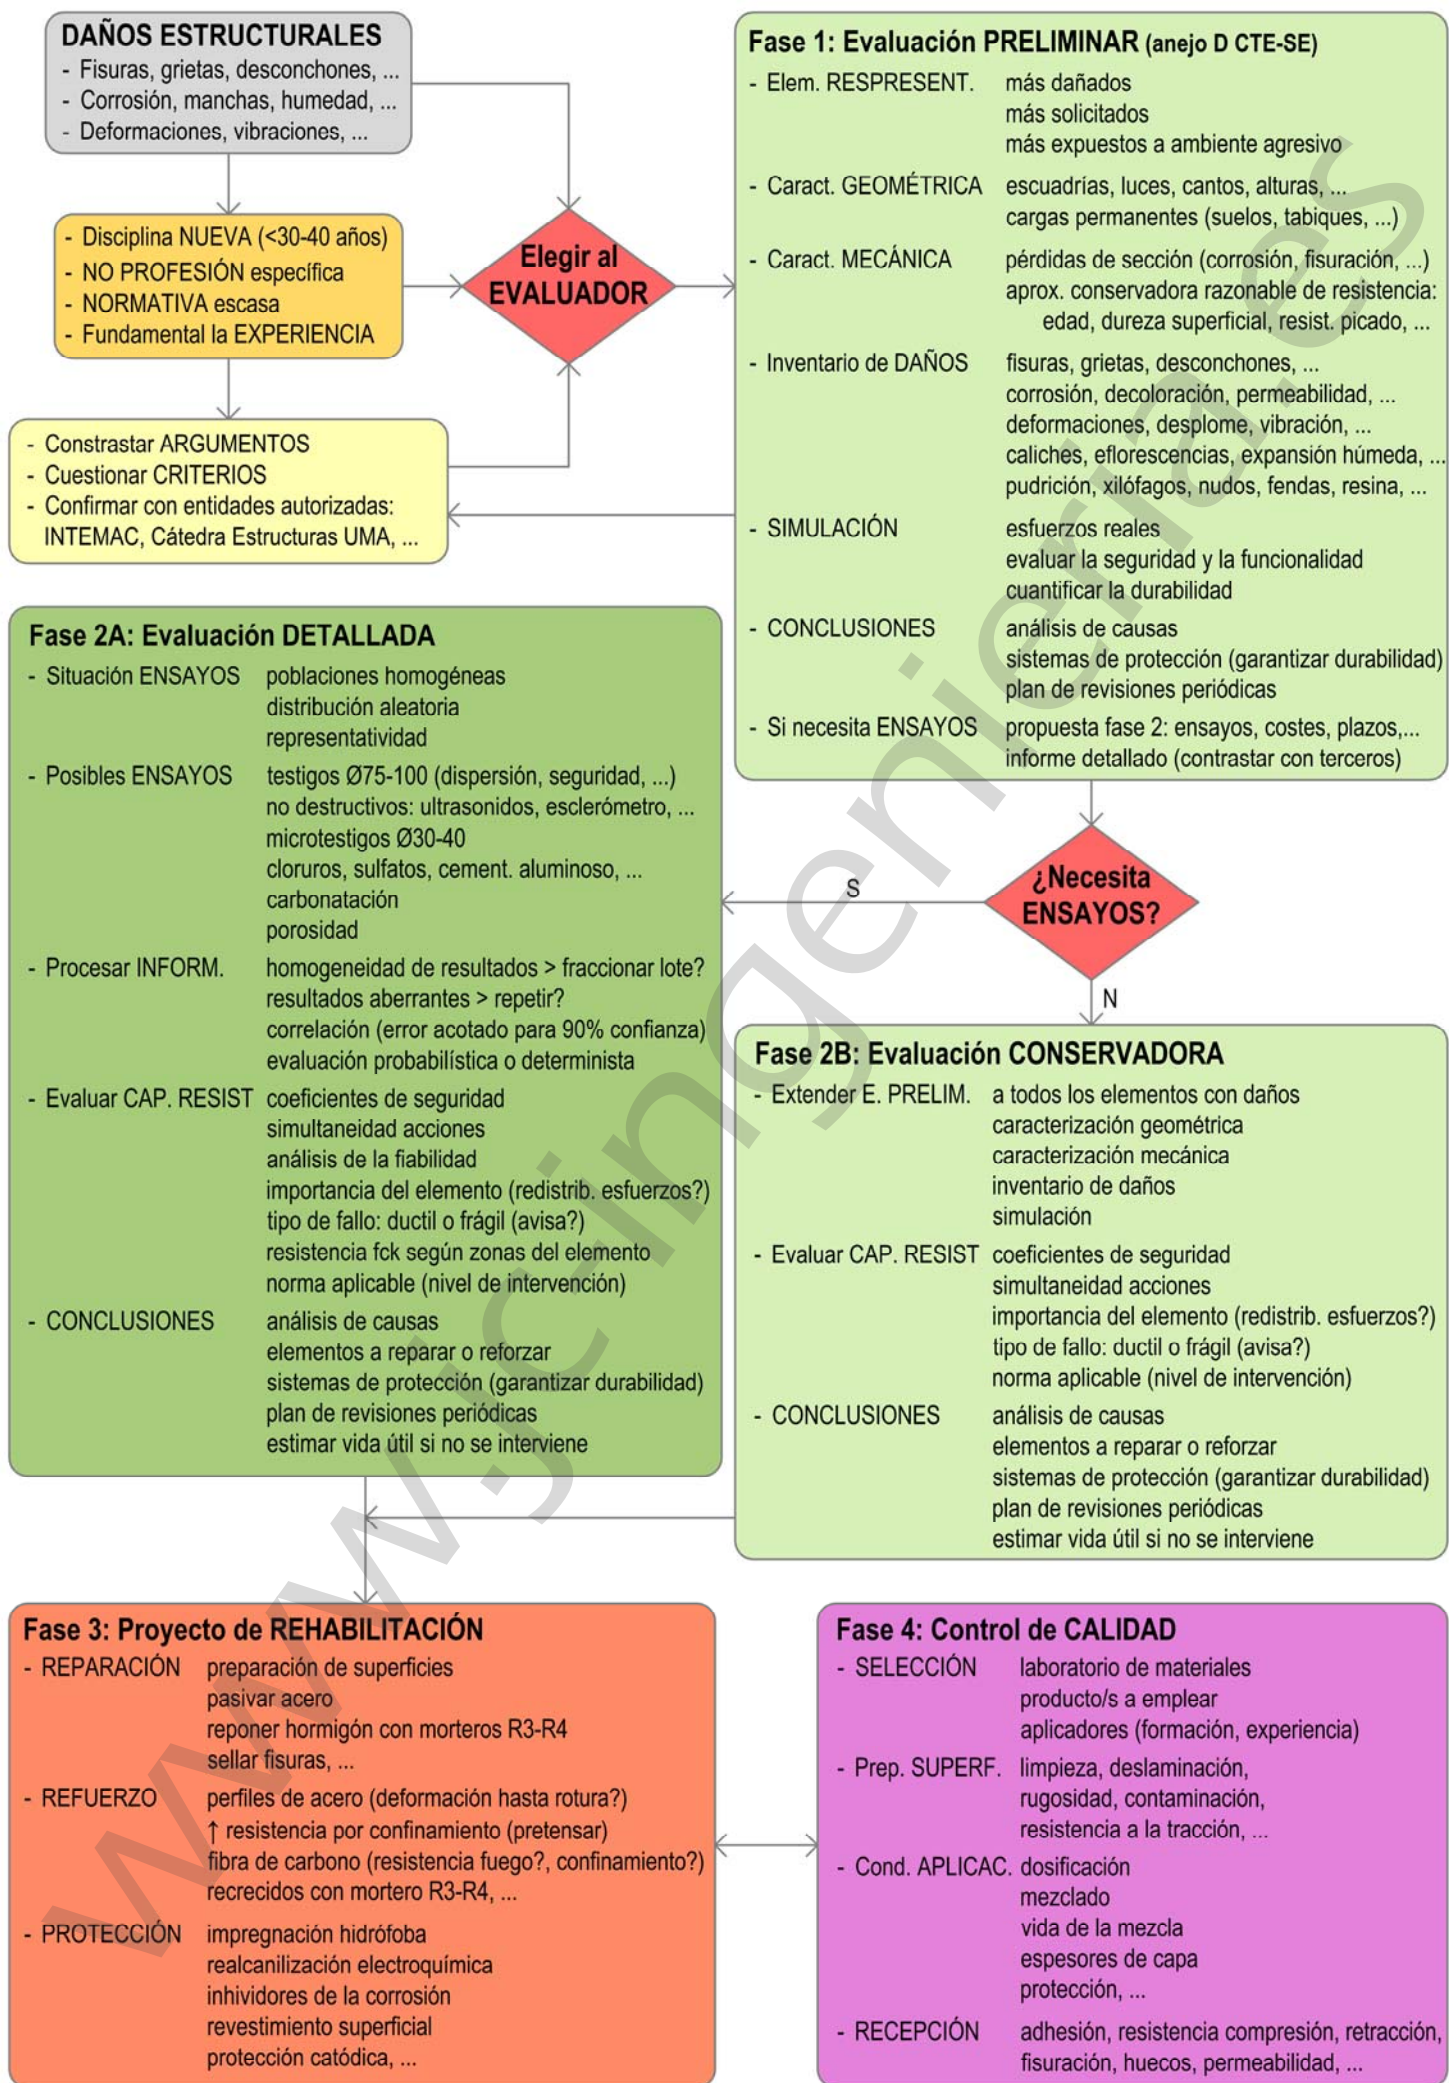 DAÑOS ESTRUCTURALES
- Fisuras, grietas, desconchones, ...
- Corrosión, manchas, humedad, ...
- Deformaciones, vibraciones, ...
- Disciplina NUEVA (<30-40 años)
- NO PROFESIÓN específica
- NORMATIVA escasa
- Fundamental la EXPERIENCIA
- Constrastar ARGUMENTOS
- Cuestionar CRITERIOS
- Confirmar con entidades autorizadas:
INTEMAC, Cátedra Estructuras UMA, ...
Elegir al
EVALUADOR
Fase 1: Evaluación PRELIMINAR (anejo D CTE-SE)
- Elem. RESPRESENT. más dañados
más solicitados
más expuestos a ambiente agresivo
- Caract. GEOMÉTRICA escuadrías, luces, cantos, alturas, ...
cargas permanentes (suelos, tabiques, ...)
- Caract. MECÁNICA pérdidas de sección (corrosión, fisuración, ...)
aprox. conservadora razonable de resistencia:
edad, dureza superficial, resist. picado, ...
- Inventario de DAÑOS fisuras, grietas, desconchones, ...
corrosión, decoloración, permeabilidad, ...
deformaciones, desplome, vibración, ...
caliches, eflorescencias, expansión húmeda, ...
pudrición, xilófagos, nudos, fendas, resina, ...
- SIMULACIÓN esfuerzos reales
evaluar la seguridad y la funcionalidad
cuantificar la durabilidad
- CONCLUSIONES análisis de causas
sistemas de protección (garantizar durabilidad)
plan de revisiones periódicas
- Si necesita ENSAYOS propuesta fase 2: ensayos, costes, plazos,...
informe detallado (contrastar con terceros)
¿Necesita
ENSAYOS?
S
N
Fase 2A: Evaluación DETALLADA
- Situación ENSAYOS poblaciones homogéneas
distribución aleatoria
representatividad
- Posibles ENSAYOS testigos Ø75-100 (dispersión, seguridad, ...)
no destructivos: ultrasonidos, esclerómetro, ...
microtestigos Ø30-40
cloruros, sulfatos, cement. aluminoso, ...
carbonatación
porosidad
- Procesar INFORM. homogeneidad de resultados > fraccionar lote?
resultados aberrantes > repetir?
correlación (error acotado para 90% confianza)
evaluación probabilística o determinista
- Evaluar CAP. RESIST coeficientes de seguridad
simultaneidad acciones
análisis de la fiabilidad
importancia del elemento (redistrib. esfuerzos?)
tipo de fallo: ductil o frágil (avisa?)
resistencia fck según zonas del elemento
norma aplicable (nivel de intervención)
- CONCLUSIONES análisis de causas
elementos a reparar o reforzar
sistemas de protección (garantizar durabilidad)
plan de revisiones periódicas
estimar vida útil si no se interviene
Fase 2B: Evaluación CONSERVADORA
- Extender E. PRELIM. a todos los elementos con daños
caracterización geométrica
caracterización mecánica
inventario de daños
simulación
- Evaluar CAP. RESIST coeficientes de seguridad
simultaneidad acciones
importancia del elemento (redistrib. esfuerzos?)
tipo de fallo: ductil o frágil (avisa?)
norma aplicable (nivel de intervención)
- CONCLUSIONES análisis de causas
elementos a reparar o reforzar
sistemas de protección (garantizar durabilidad)
plan de revisiones periódicas
estimar vida útil si no se interviene
Fase 3: Proyecto de REHABILITACIÓN
- REPARACIÓN preparación de superficies
pasivar acero
reponer hormigón con morteros R3-R4
sellar fisuras, ...
- REFUERZO perfiles de acero (deformación hasta rotura?)
↑ resistencia por confinamiento (pretensar)
fibra de carbono (resistencia fuego?, confinamiento?)
recrecidos con mortero R3-R4, ...
- PROTECCIÓN impregnación hidrófoba
realcanilización electroquímica
inhividores de la corrosión
revestimiento superficial
protección catódica, ...
Fase 4: Control de CALIDAD
- SELECCIÓN laboratorio de materiales
producto/s a emplear
aplicadores (formación, experiencia)
- Prep. SUPERF. limpieza, deslaminación,
rugosidad, contaminación,
resistencia a la tracción, ...
- Cond. APLICAC. dosificación
mezclado
vida de la mezcla
espesores de capa
protección, ...
- RECEPCIÓN adhesión, resistencia compresión, retracción,
fisuración, huecos, permeabilidad, ...
www.jc-ingenieria.es